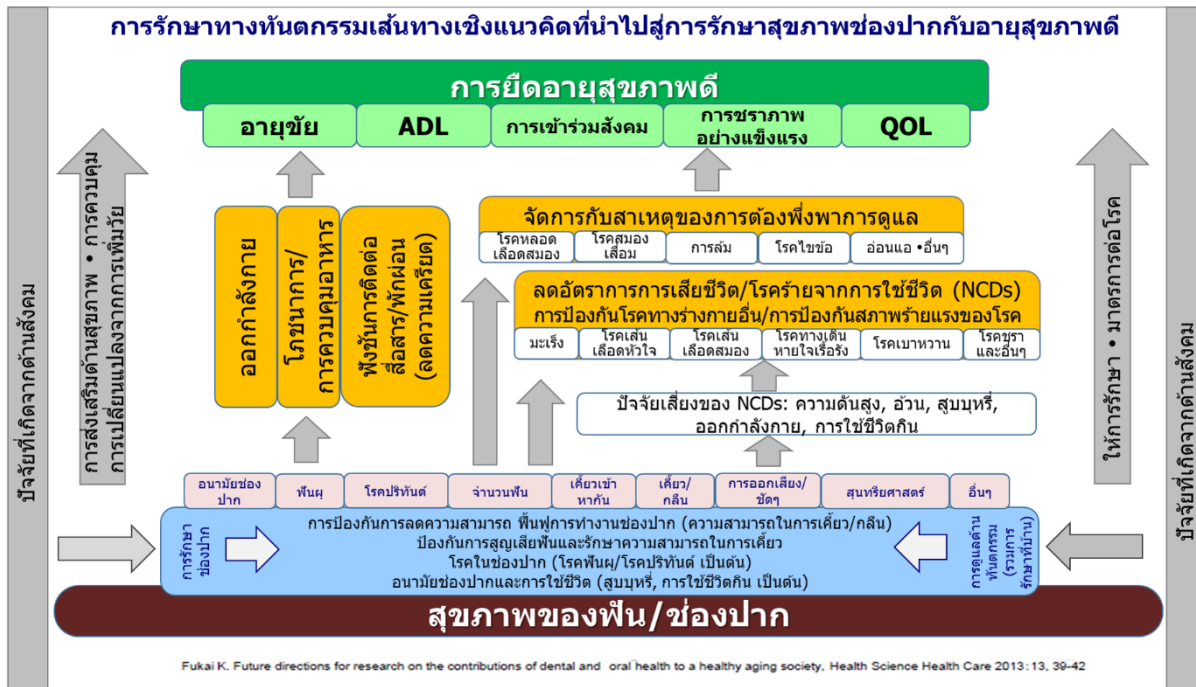 การรักษาทางทันตกรรมเส้นทางเชิงแนวคิดที่นำไปสู่การรักษาสุขภาพช่องปากกับอายุสุขภาพดี
การยืดอายุสุขภาพดี
อายุขัย
ADL
การเข้าร่วมสังคม
การชราภาพ
อย่างแข็งแรง
QOL
ปัจจัยที่เกิดจากด้านสังคม
การส่งเสริมด้านสุขภาพ • การควบคุม
การเปลี่ยนแปลงจากการเพิ่มวัย
ออกกำลังกาย
โภชนาการ/
การควบคุมอาหาร
ฟังชันการติดต่อ
สื่อสาร/พักผ่อน
(ลดความเครียด)
จัดการกับสาเหตุของการต้องพึ่งพาการดูแล
โรคหลอด
เลือดสมอง
โรคสมอง
เสื่อม
การล้ม
โรคไขข้อ
อ่อนแอ •อื่นๆ
ลดอัตราการการเสียชีวิต/โรคร้ายจากการใช้ชีวิต (NCDs)
การป้องกันโรคทางร่างกายอื่น/การป้องกันสภาพร้ายแรงของโรค
มะเร็ง
โรคเส้น
เลือดหัวใจ
โรคเส้น
เลือดสมอง
โรคทางเดิน
หายใจเรื้อรัง
โรคเบาหวาน
โรคชรา
และอื่นๆ
ปัจจัยเสี่ยงของ NCDs: ความดันสูง, อ้วน, สูบบุหรี่,
ออกกำลังกาย, การใช้ชีวิตกิน
ให้การรักษา • มาตรการต่อโรค
ปัจจัยที่เกิดจากด้านสังคม
อนามัยช่อง
ปาก
ฟันผุ
โรคปริทันต์
จำนวนฟัน
เคี้ยวเข้า
หากัน
เคี้ยว/
กลืน
การออกเสียง/
ชัดๆ
สุนทรียศาสตร์
อื่นๆ
การรักษา
ช่องปาก
การป้องกันการลดความสามารถ ฟื้นฟูการทำงานช่องปาก (ความสามารถในการเคี้ยว/กลืน)
ป้องกันการสูญเสียฟันและรักษาความสามารถในการเคี้ยว
โรคในช่องปาก (โรคฟันผุ/โรคปริทันต์ เป็นต้น)
อนามัยช่องปากและการใช้ชีวิต (สูบบุหรี่, การใช้ชีวิตกิน เป็นต้น)
การดูแลด้าน
ทันตกรรม
(รวมการ
รักษาที่บ้าน)
สุขภาพของฟัน/ช่องปาก
Fukai K. Future directions for research on the contributions of dental and oral health to a healthy aging society. Health Science Health Care 2013: 13, 39-42